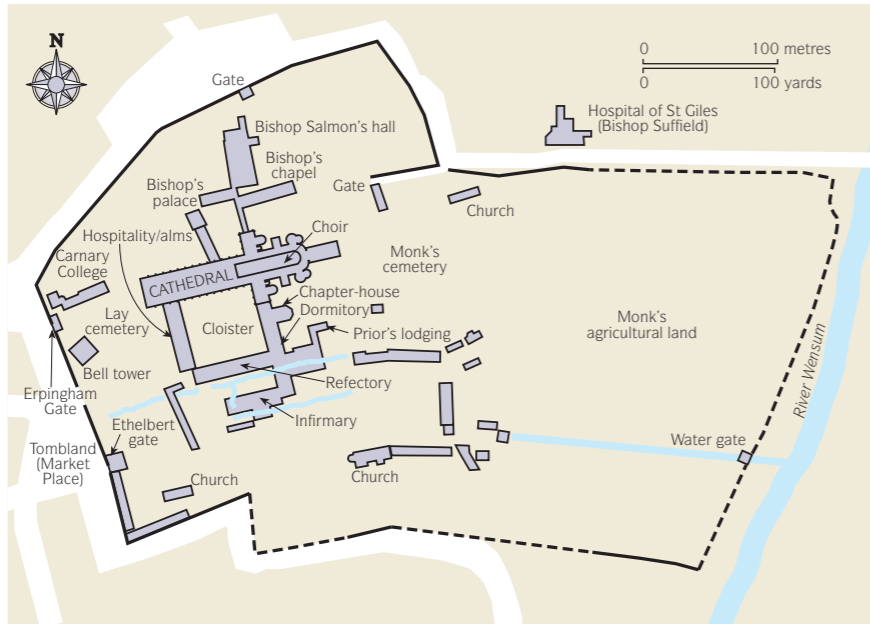 N
0 100 metres
0 100 yards
Gate
Hospital of St Giles
(Bishop Suffield)
Bishop Salmon's hall
Bishop's
chapel
Bishop's
palace
Gate
Church
Hospitality/alms
Choir
Carnary
College
CATHEDRAL
Monk's
cemetery
Lay
cemetery
Cloister
Chapter-house
Dormitory
Prior's lodging
Monk's
agricultural land
Bell tower
Erpingham
Gate
Refectory
Infirmary
River Wensum
Ethelbert
gate
Tombland
(Market
Place)
Water gate
Church
Church